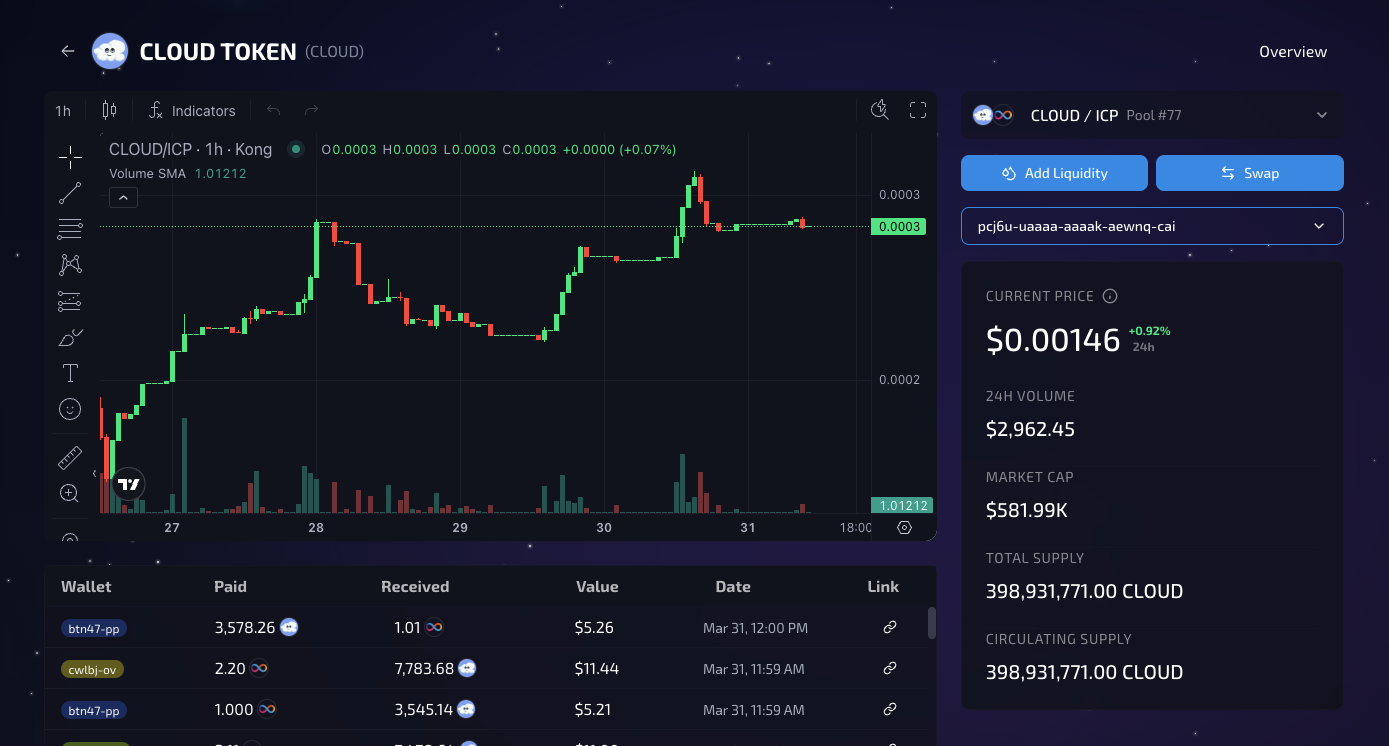 CLOUD TOKEN (CLOUD)
Overview
1h
Indicators
CLOUD/ICP · 1h · Kong O0.0003 H0.0003 L0.0003 C0.0003 +0.0000 (+0.07%)
Volume SMA 1.01212
0.0003
0.0003
0.0002
1.01212
27 28 29 30 31 18:00
CLOUD / ICP Pool #77
Add Liquidity
Swap
pcj6u-uaaaa-aaaak-aewnq-cai
CURRENT PRICE
$0.00146 +0.92%
24h
24H VOLUME
$2,962.45
MARKET CAP
$581.99K
TOTAL SUPPLY
398,931,771.00 CLOUD
CIRCULATING SUPPLY
398,931,771.00 CLOUD
Wallet Paid Received Value Date Link
btn47-pp 3,578.26 1.01 $5.26 Mar 31, 12:00 PM
cwlbj-ov 2.20 7,783.68 $11.44 Mar 31, 11:59 AM
btn47-pp 1.000 3,545.14 $5.21 Mar 31, 11:59 AM